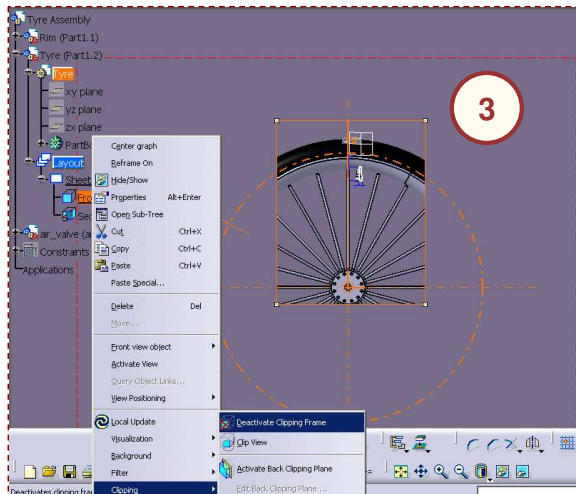 Tyre Assembly
Rim (Part1.1)
Tyre (Part1.2)
Tyre
xy plane
yz plane
zx plane
PartBo
Layout
Sheet
Fro
Sec
air_valve (a
Constraints
Applications
3
Center graph
Reframe On
Hide/Show
Properties Alt+Enter
Open Sub-Tree
Cut Ctrl+X
Copy Ctrl+C
Paste Ctrl+V
Paste Special...
Delete Del
Move...
Front view object
Activate View
Query Object Links...
View Positioning
Local Update
Visualization
Background
Filter
Clipping
Deactivate Clipping Frame
Clip View
Activate Back Clipping Plane
Edit Back Clipping Plane ...
Deactivates clipping fra